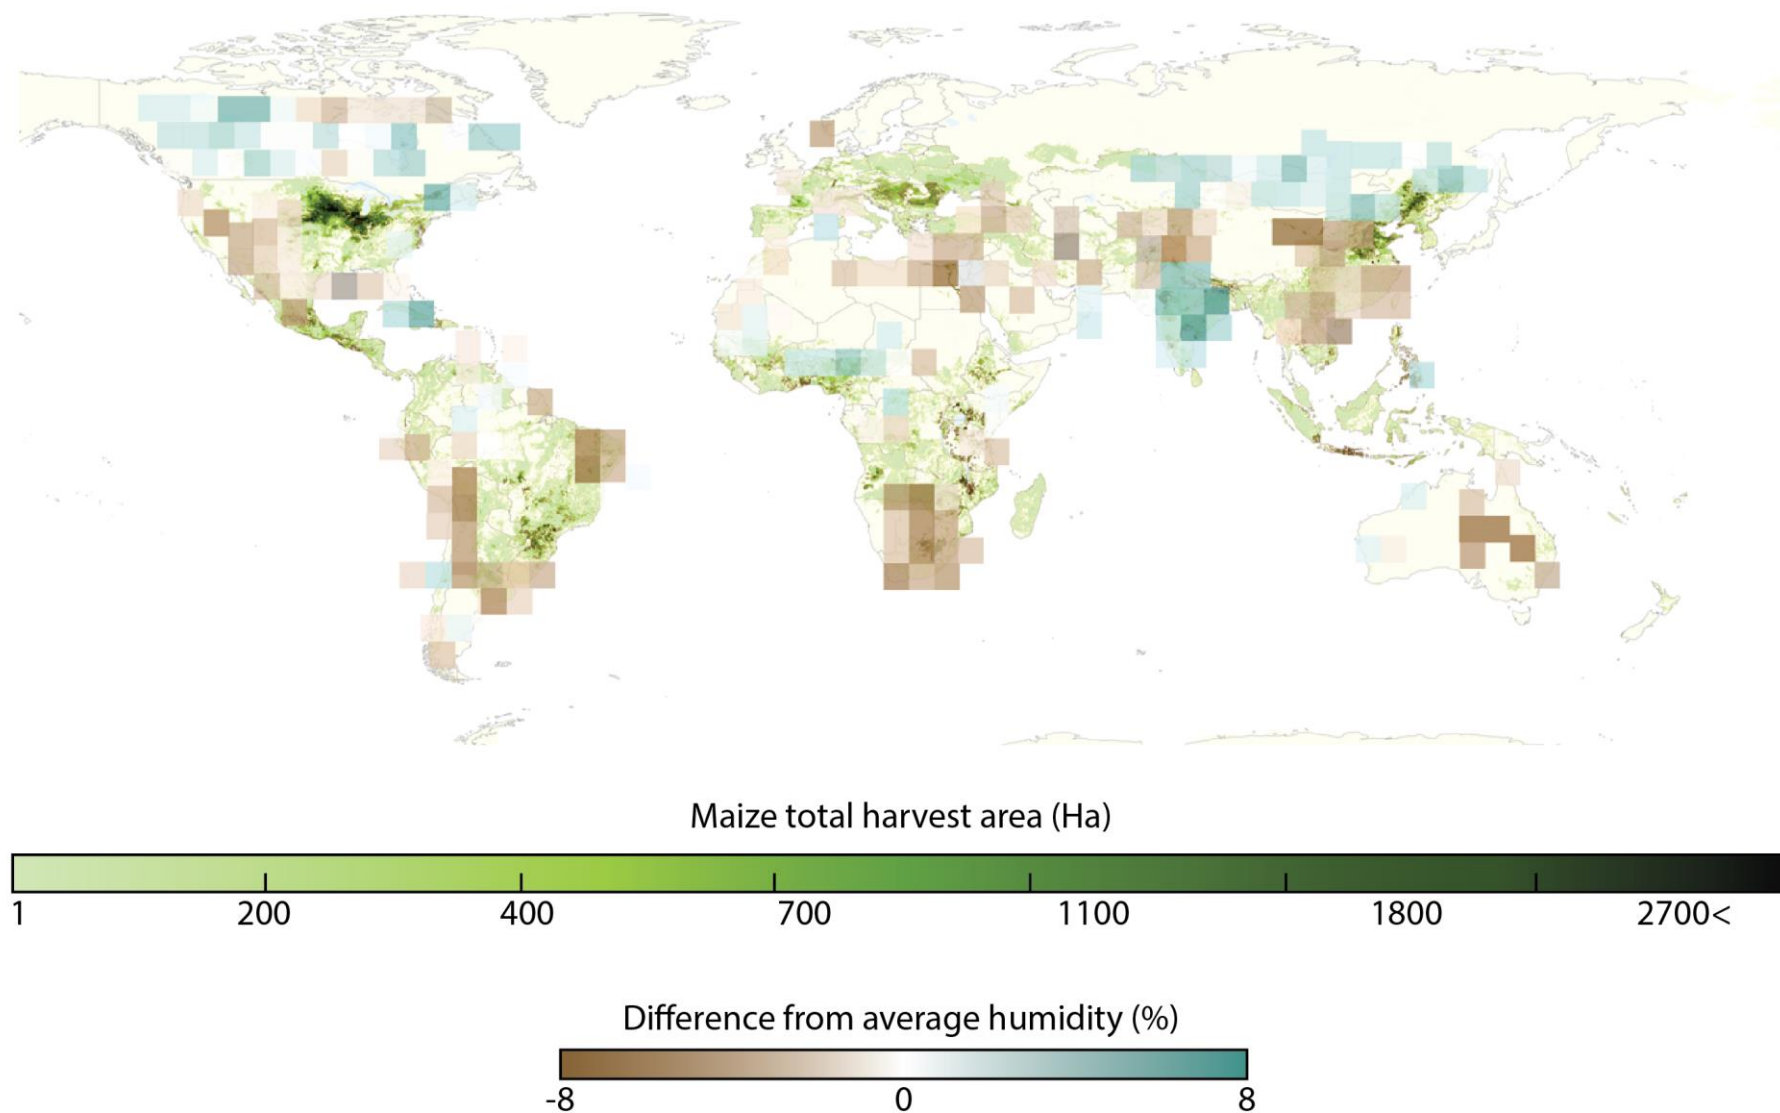 Maize total harvest area (Ha)
1 200 400 700 1100 1800 2700<
Difference from average humidity (%)
-8 0 8